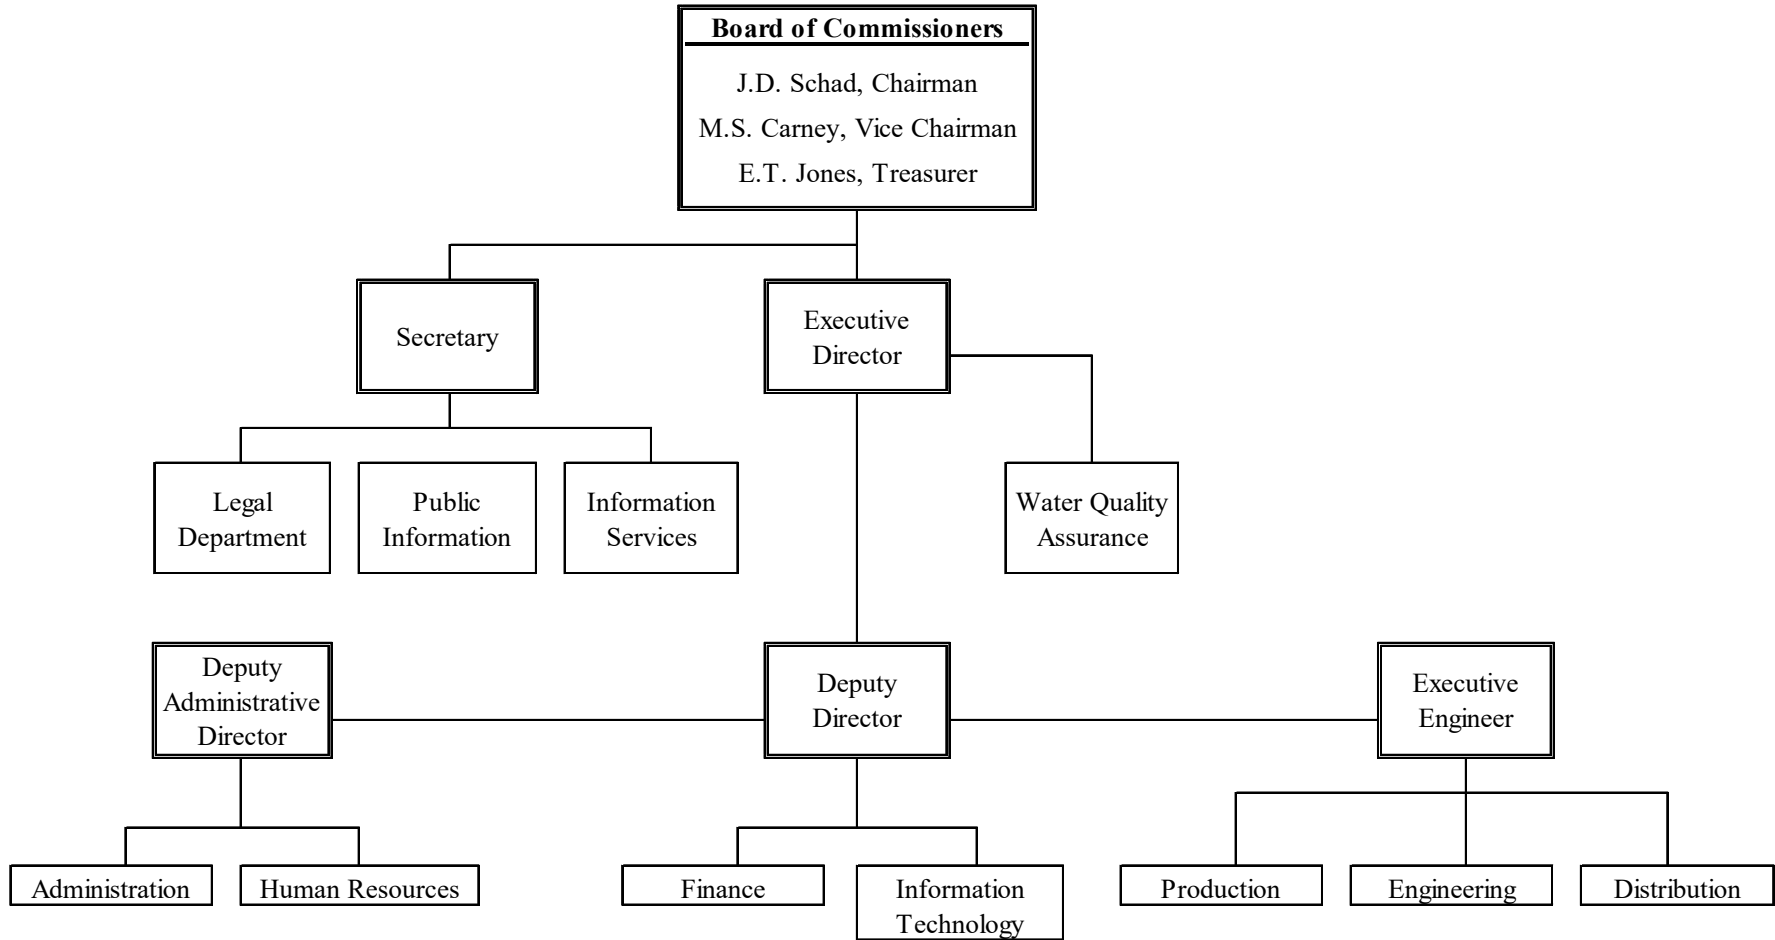 Board of Commissioners
J.D. Schad, Chairman
M.S. Carney, Vice Chairman
E.T. Jones, Treasurer
Secretary
Executive
Director
Legal
Department
Public
Information
Information
Services
Water Quality
Assurance
Deputy
Administrative
Director
Deputy
Director
Executive
Engineer
Administration
Human Resources
Finance
Information
Technology
Production
Engineering
Distribution